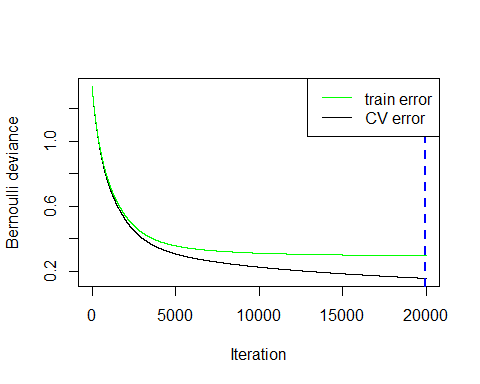 train error
CV error
Bernoulli deviance
1.0
0.6
0.2
0 5000 10000 15000 20000
Iteration